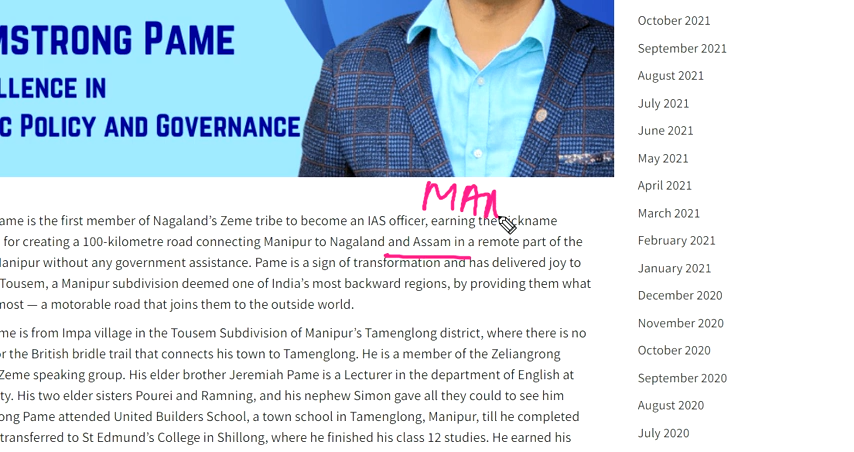 MSTRONG PAME
LLENCE IN
C POLICY AND GOVERNANCE
MAN
ame is the first member of Nagaland's Zeme tribe to become an IAS officer, earning the nickname
for creating a 100-kilometre road connecting Manipur to Nagaland and Assam in a remote part of the
Manipur without any government assistance. Pame is a sign of transformation and has delivered joy to
Tousem, a Manipur subdivision deemed one of India's most backward regions, by providing them what
most — a motorable road that joins them to the outside world.
me is from Impa village in the Tousem Subdivision of Manipur's Tamenglong district, where there is no
or the British bridle trail that connects his town to Tamenglong. He is a member of the Zeliangrong
Zeme speaking group. His elder brother Jeremiah Pame is a Lecturer in the department of English at
ty. His two elder sisters Pourei and Ramning, and his nephew Simon gave all they could to see him
ong Pame attended United Builders School, a town school in Tamenglong, Manipur, till he completed
transferred to St Edmund's College in Shillong, where he finished his class 12 studies. He earned his
October 2021
September 2021
August 2021
July 2021
June 2021
May 2021
April 2021
March 2021
February 2021
January 2021
December 2020
November 2020
October 2020
September 2020
August 2020
July 2020